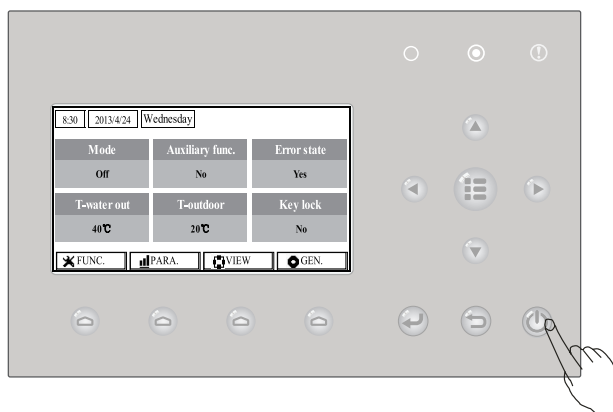 8:30 2013/4/24 Wednesday
Mode Auxiliary func. Error state
Off No Yes
T-water out T-outdoor Key lock
40℃ 20℃ No
FUNC. PARA. VIEW GEN.